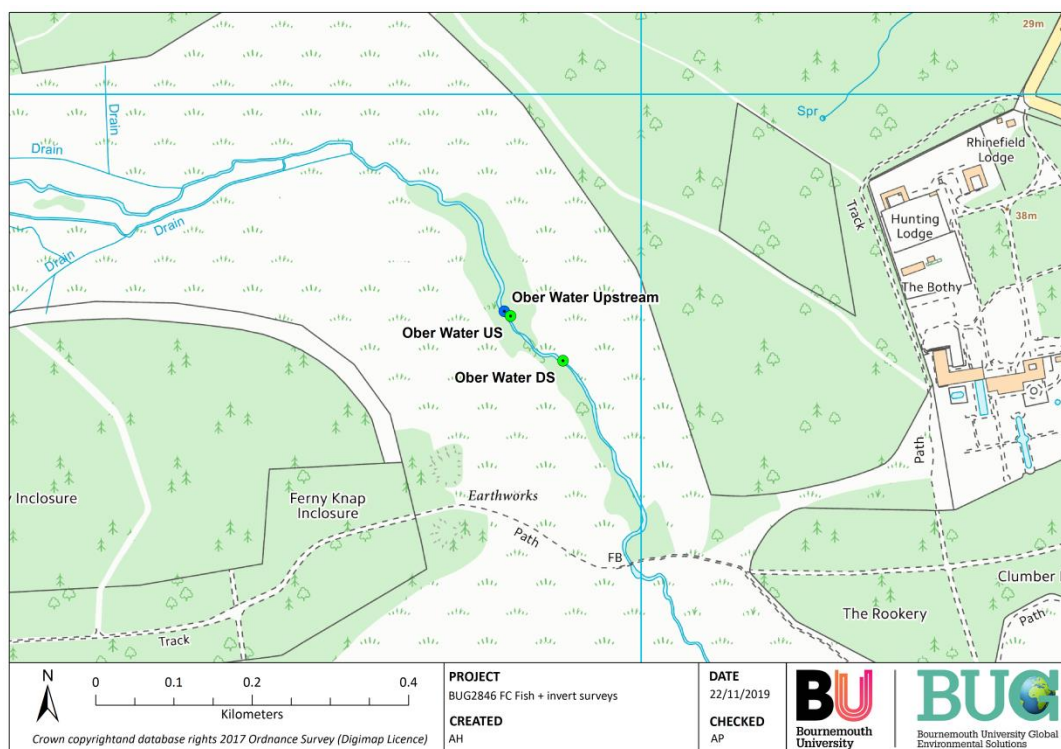 29m
Spr
Rhinefield
Lodge
Drain
Drain
Track
Hunting
Lodge
38m
Drain
Drain
The Bothy
Ober Water Upstream
Ober Water US
Ober Water DS
Path
y Inclosure
Ferny Knap
Inclosure
Earthworks
Path
FB
Clumber I
The Rookery
Path
Track
N
0 0.1 0.2 0.4
Kilometers
Crown copyrightand database rights 2017 Ordnance Survey (Digimap Licence)
PROJECT
BUG2846 FC Fish + invert surveys
CREATED
AH
DATE
22/11/2019
CHECKED
AP
BU
Bournemouth
University
BUG
Bournemouth University Global
Environmental Solutions